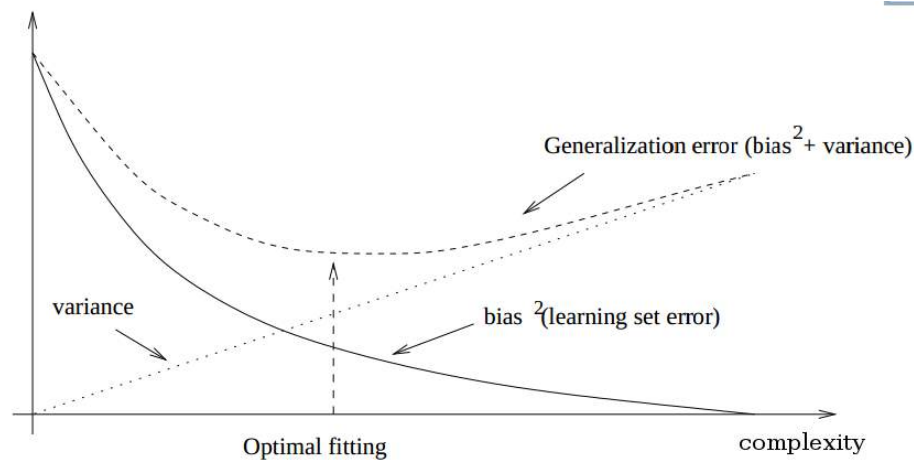 Generalization error (bias2 + variance)
variance
bias 2(learning set error)
Optimal fitting
complexity